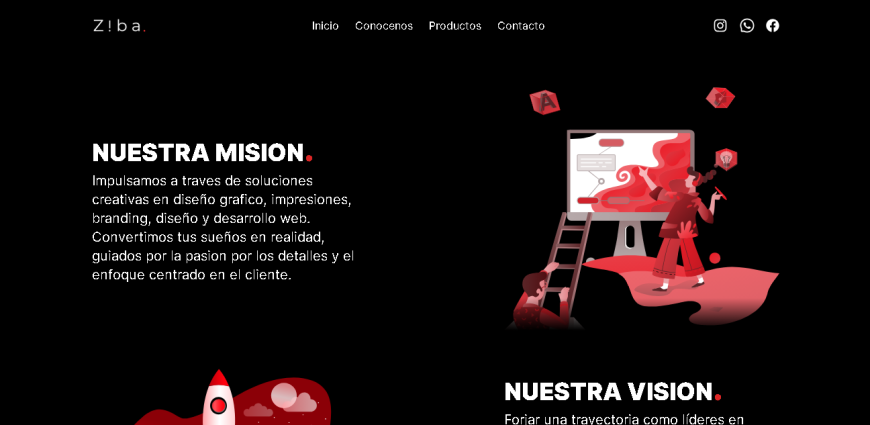 Z!ba.
Inicio
Conocenos
Productos
Contacto
NUESTRA MISION.
Impulsamos a traves de soluciones
creativas en diseño grafico, impresiones,
branding, diseño y desarrollo web.
Convertimos tus sueños en realidad,
guiados por la pasion por los detalles y el
enfoque centrado en el cliente.
A
NUESTRA VISION.
Forjar una trayectoria como líderes en